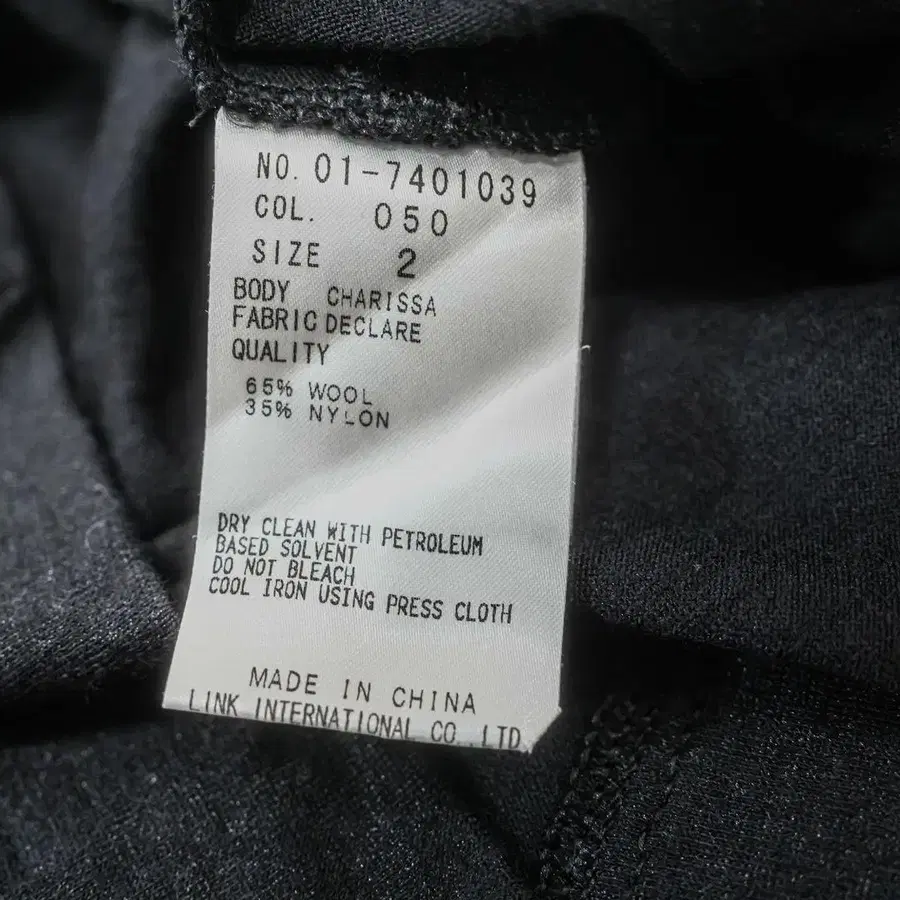 NO. 01-7401039
COL. 050
SIZE 2
BODY CHARISSA
FABRIC DECLARE
QUALITY
65% WOOL
35% NYLON
DRY CLEAN WITH PETROLEUM
BASED SOLVENT
DO NOT BLEACH
COOL IRON USING PRESS CLOTH
MADE IN CHINA
LINK INTERNATIONAL CO.,LTD.